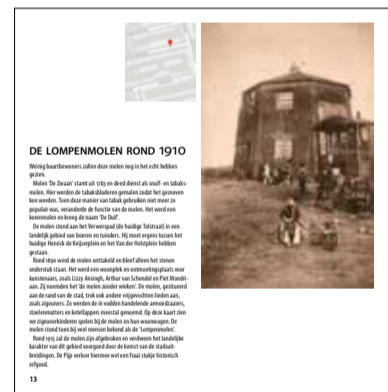 DE LOMPENMOLEN ROND 1910
Weinig buurtbewoners zullen deze molen nog in het echt hebben
gezien.
Molen ‘De Zwaan’ stamt uit 1785 en deed dienst als snuif- en tabaks-
molen. Hier werden de tabaksbladeren gemalen zodat het gesnoven
kon worden. Toen deze manier van tabak gebruiken niet meer zo
populair was, veranderde de functie van de molen. Het werd een
korenmolen en kreeg de naam ‘De Duif’.
De molen stond aan het Verwerspad (de huidige Tolstraat) in een
landelijk gebied van boeren en tuinders. Hij moet ergens tussen het
huidige Henrick de Keijserplein en het Van der Helstplein hebben
gestaan.
Rond 1890 werd de molen onttakeld en bleef alleen het stenen
onderstuk staan. Het werd een woonplek en ontmoetingsplaats voor
kunstenaars, zoals Lizzy Ansingh, Arthur van Schendel en Piet Mondri-
aan. Zij noemden het ‘de molen zonder wieken’. De molen, gesitueerd
aan de rand van de stad, trok ook andere vrijgevochten lieden aan,
zoals zigeuners. Zo werden de in vodden handelende armoedzaaiers,
stoelenmatters en ketellappers meestal genoemd. Op deze kaart zien
we zigeunerkinderen spelen bij de molen en hun woonwagen. De
molen stond toen bij veel mensen bekend als de ‘Lompenmolen’.
Rond 1915 zal de molen zijn afgebroken en verdween het landelijke
karakter van dit gebied voorgoed door de komst van de stadsuit-
breidingen. De Pijp verloor hiermee wel een fraai stukje historisch
erfgoed.
13